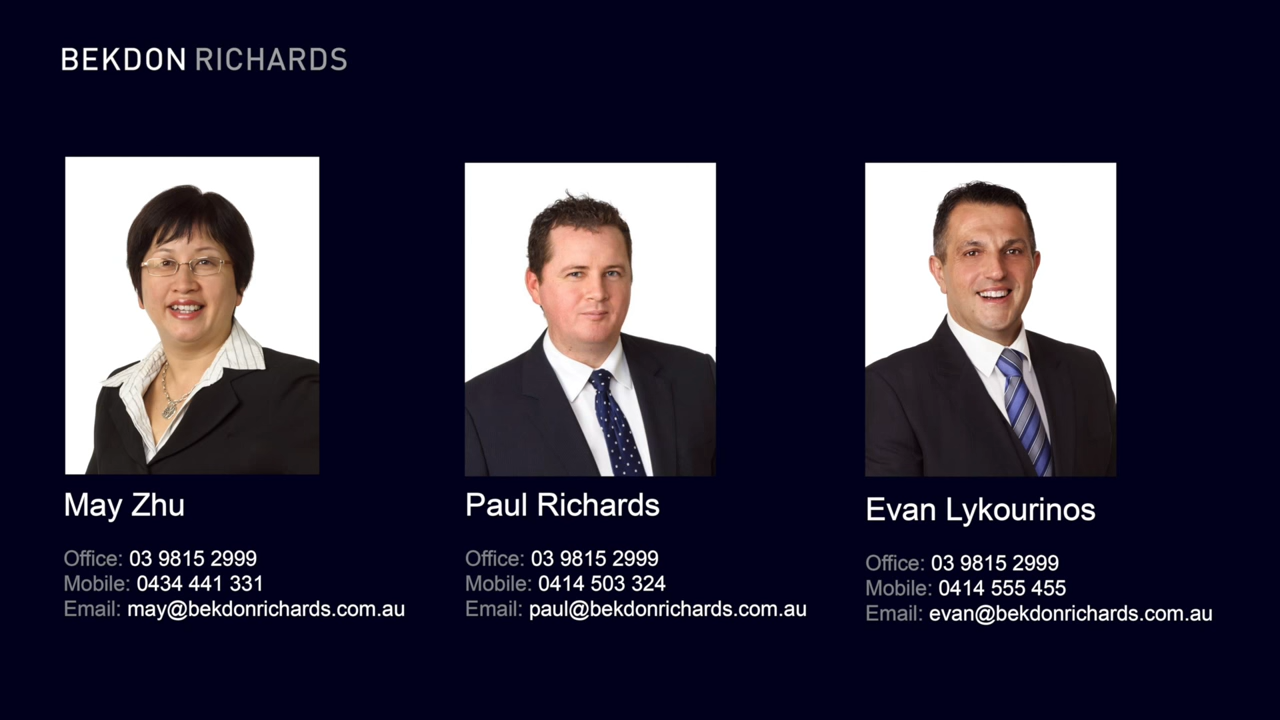 BEKDON RICHARDS
May Zhu
Office: 03 9815 2999
Mobile: 0434 441 331
Email: may@bekdonrichards.com.au
Paul Richards
Office: 03 9815 2999
Mobile: 0414 503 324
Email: paul@bekdonrichards.com.au
Evan Lykourinos
Office: 03 9815 2999
Mobile: 0414 555 455
Email: evan@bekdonrichards.com.au